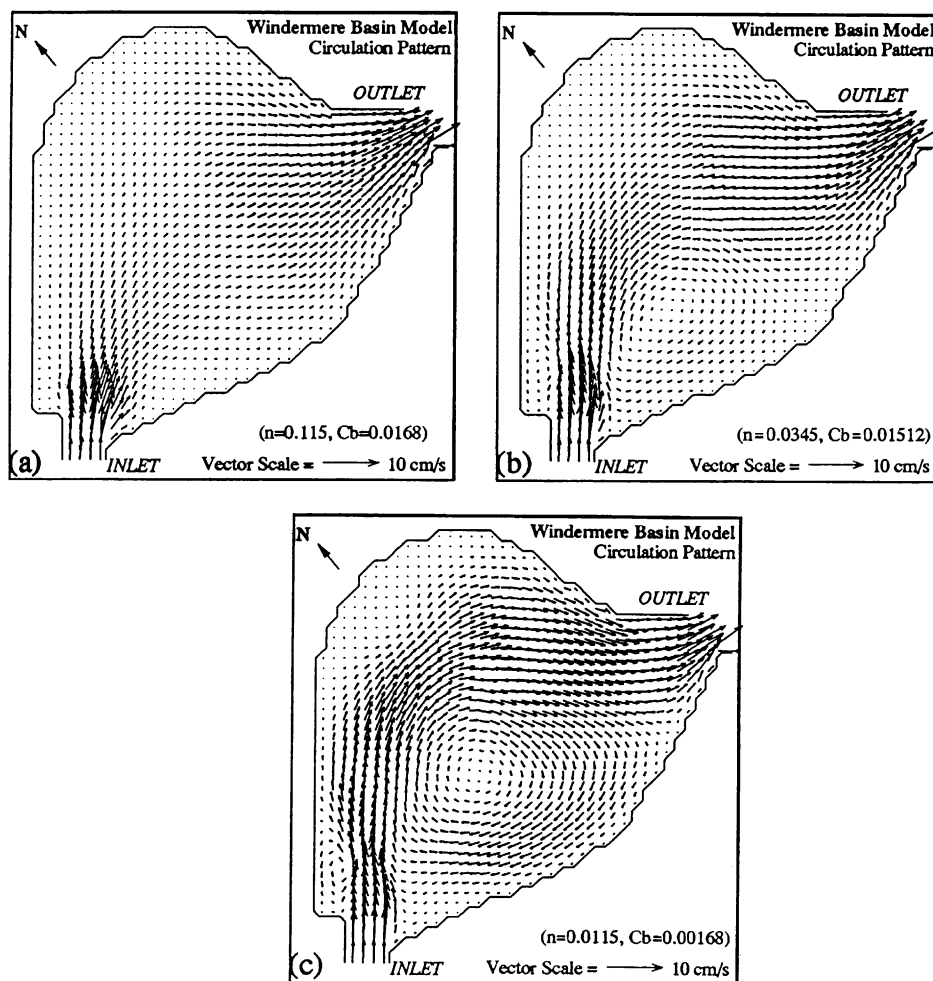 N
Windermere Basin Model
Circulation Pattern
OUTLET
(n=0.115, Cb=0.0168)
(a)
INLET
Vector Scale = 10 cm/s
N
Windermere Basin Model
Circulation Pattern
OUTLET
(n=0.0345, Cb=0.01512)
(b)
INLET
Vector Scale = 10 cm/s
N
Windermere Basin Model
Circulation Pattern
OUTLET
(n=0.0115, Cb=0.00168)
(c)
INLET
Vector Scale = 10 cm/s